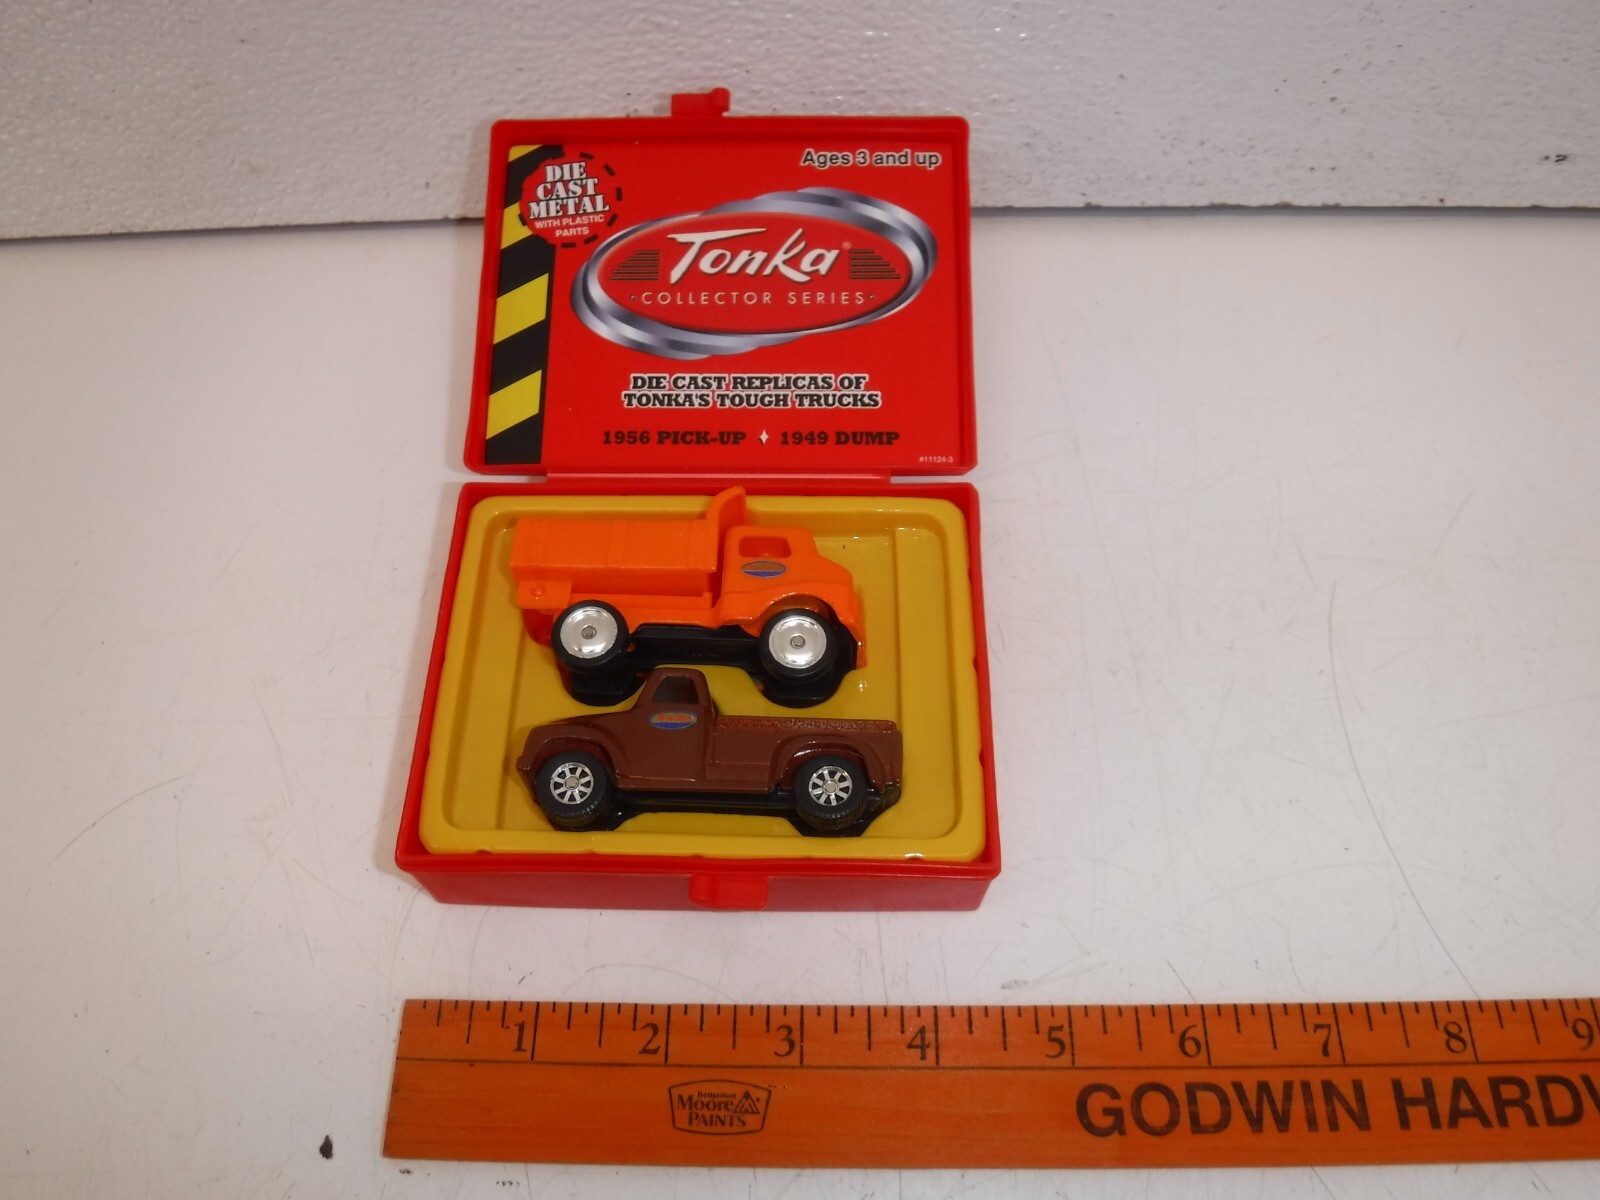 Ages 3 and up
DIE
CAST
METAL
WITH PLASTIC
PARTS
Tonka®
·COLLECTOR SERIES·
DIE CAST REPLICAS OF
TONKA'S TOUGH TRUCKS
1956 PICK-UP ♦ 1949 DUMP
#11124-3
1 2 3 4 5 6 7 8 9
Benjamin
Moore
PAINTS
GODWIN HARDW